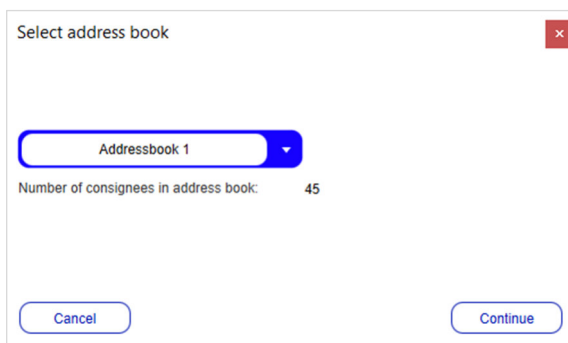 Select address book
Addressbook 1
Number of consignees in address book: 45
Cancel
Continue